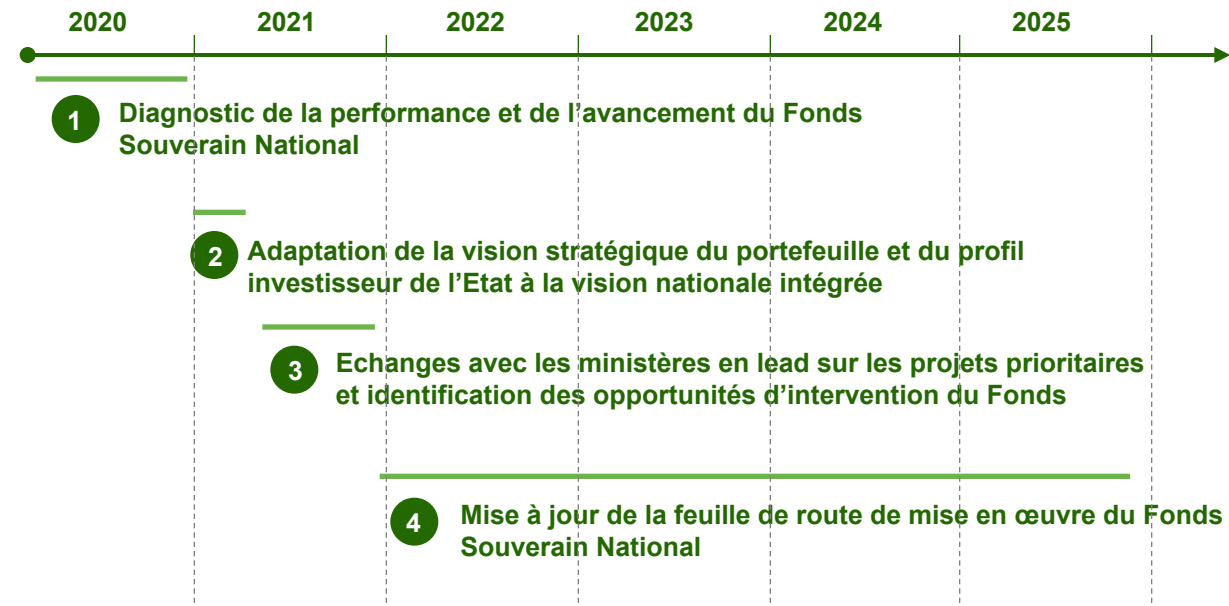 2020 2021 2022 2023 2024 2025
1 Diagnostic de la performance et de l'avancement du Fonds
Souverain National
2 Adaptation de la vision stratégique du portefeuille et du profil
investisseur de l'Etat à la vision nationale intégrée
3 Echanges avec les ministères en lead sur les projets prioritaires
et identification des opportunités d'intervention du Fonds
4 Mise à jour de la feuille de route de mise en œuvre du Fonds
Souverain National